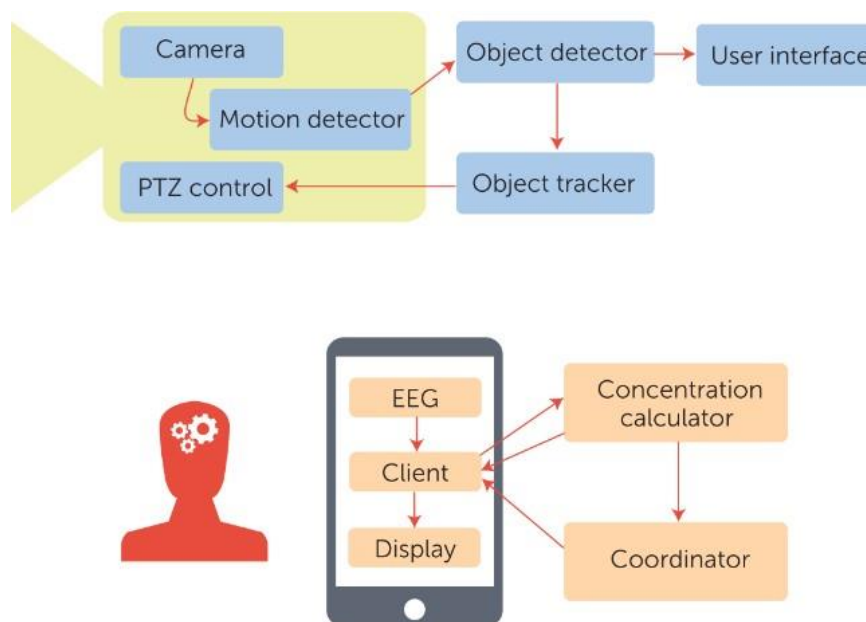 Camera
Object detector
User interface
Motion detector
PTZ control
Object tracker
EEG
Concentration
calculator
Client
Display
Coordinator